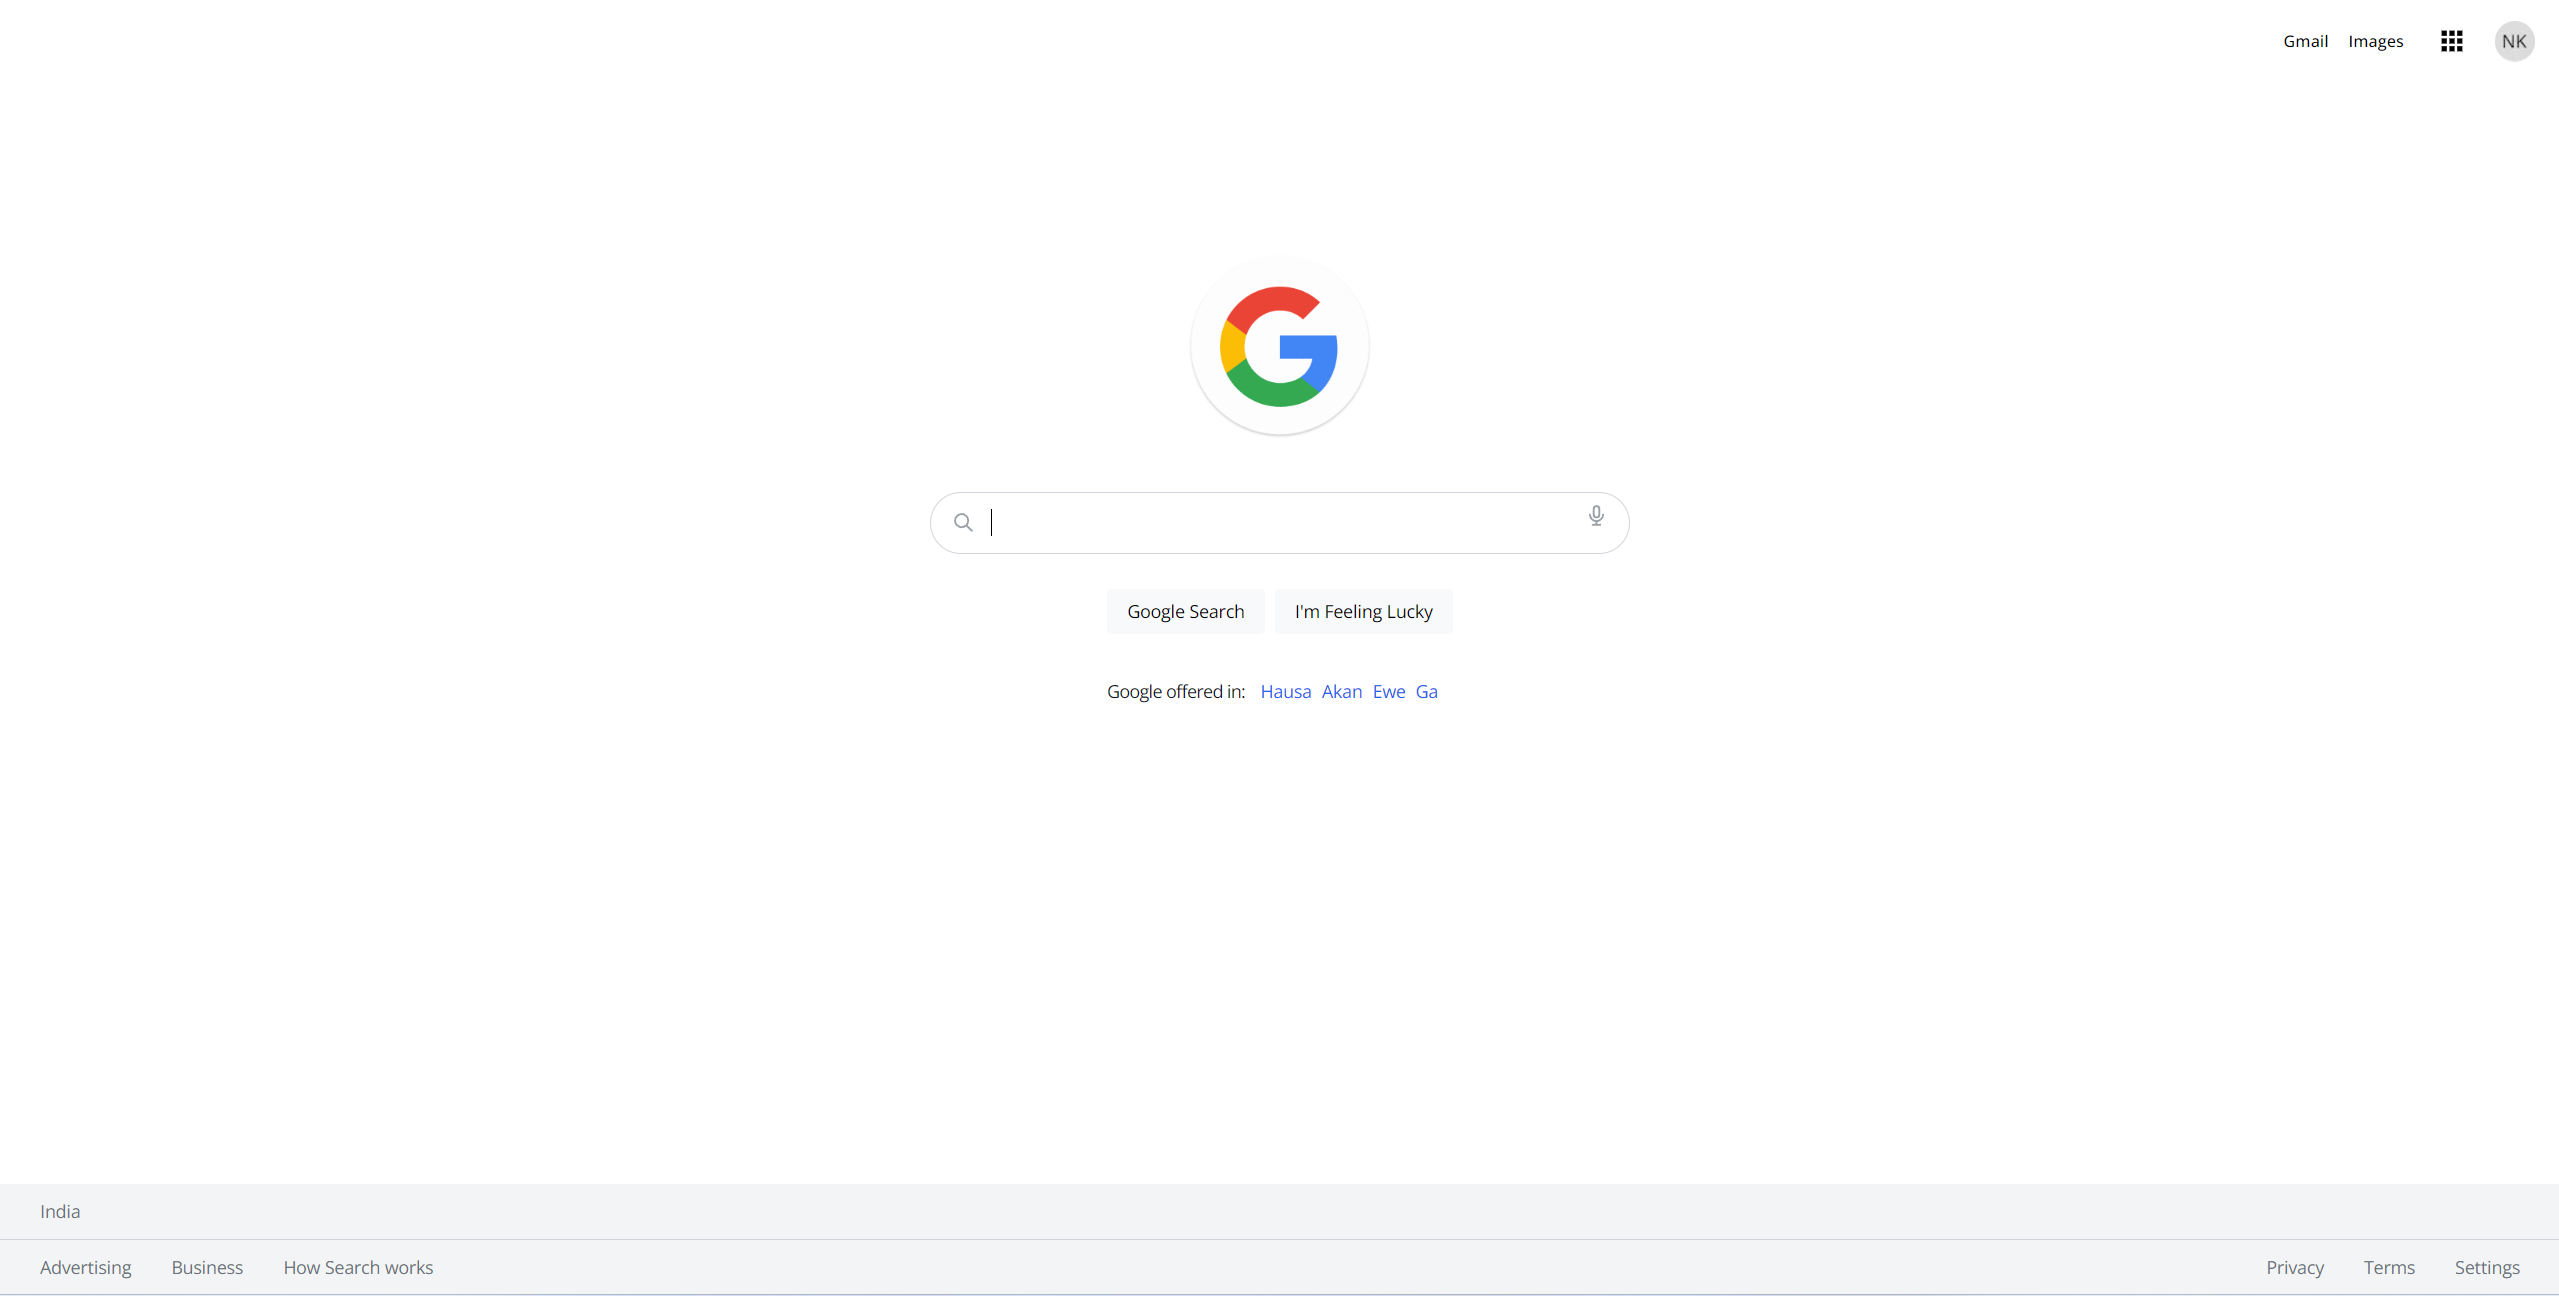 Gmail Images NK
G
Google Search I'm Feeling Lucky
Google offered in: Hausa Akan Ewe Ga
India
Advertising Business How Search works Privacy Terms Settings